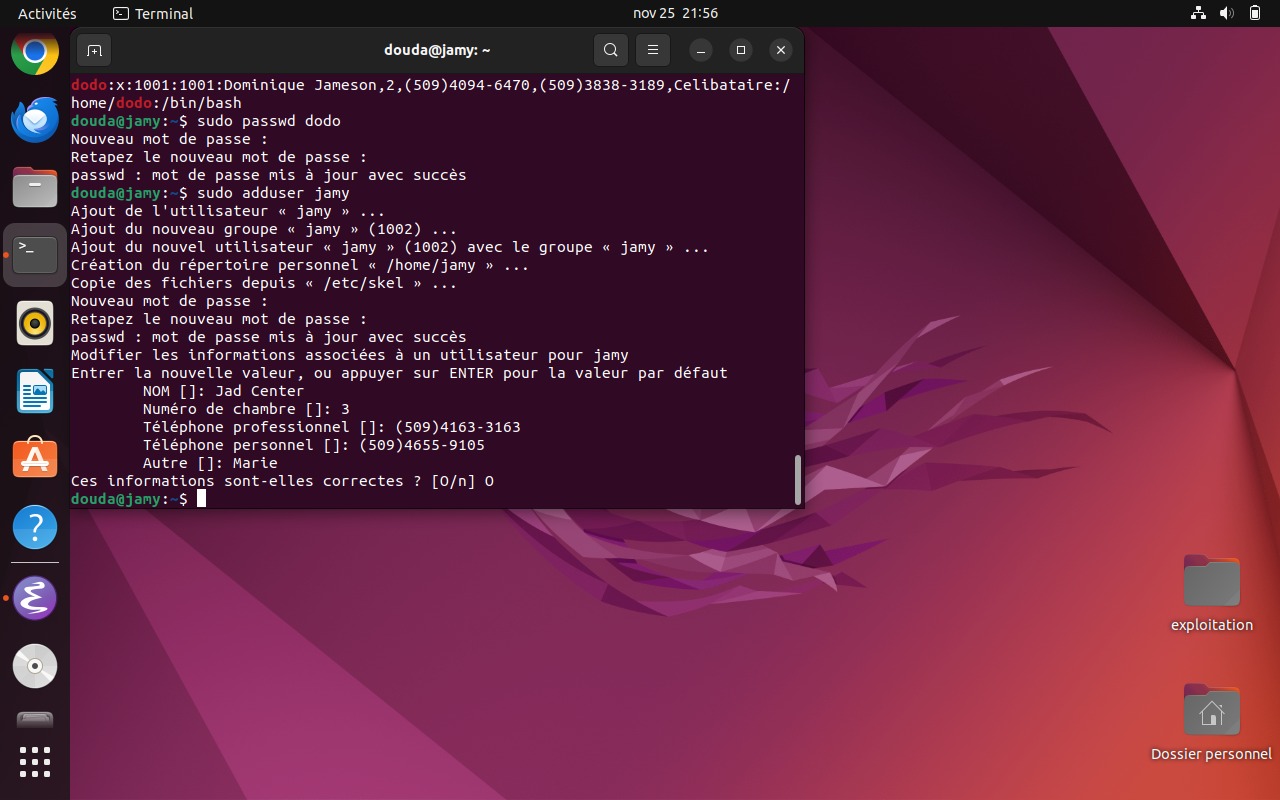 Activités
Terminal
nov 25 21:56
douda@jamy: ~
dodo:x:1001:1001:Dominique Jameson,2,(509)4094-6470,(509)3838-3189,Celibataire:/
home/dodo:/bin/bash
douda@jamy:~$ sudo passwd dodo
Nouveau mot de passe :
Retapez le nouveau mot de passe :
passwd : mot de passe mis à jour avec succès
douda@jamy:~$ sudo adduser jamy
Ajout de l'utilisateur « jamy » ...
Ajout du nouveau groupe « jamy » (1002) ...
Ajout du nouvel utilisateur « jamy » (1002) avec le groupe « jamy » ...
Création du répertoire personnel « /home/jamy » ...
Copie des fichiers depuis « /etc/skel » ...
Nouveau mot de passe :
Retapez le nouveau mot de passe :
passwd : mot de passe mis à jour avec succès
Modifier les informations associées à un utilisateur pour jamy
Entrer la nouvelle valeur, ou appuyer sur ENTER pour la valeur par défaut
NOM []: Jad Center
Numéro de chambre []: 3
Téléphone professionnel []: (509)4163-3163
Téléphone personnel []: (509)4655-9105
Autre []: Marie
Ces informations sont-elles correctes ? [O/n] O
douda@jamy:~$
exploitation
Dossier personnel